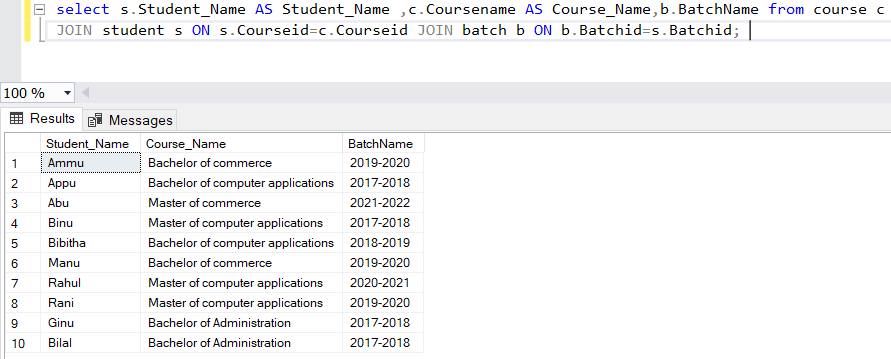 select s.Student_Name AS Student_Name ,c.Coursename AS Course_Name,b.BatchName from course c
JOIN student s ON s.Courseid=c.Courseid JOIN batch b ON b.Batchid=s.Batchid;
100 %
Results Messages
Student_Name Course_Name BatchName
1 Ammu Bachelor of commerce 2019-2020
2 Appu Bachelor of computer applications 2017-2018
3 Abu Master of commerce 2021-2022
4 Binu Master of computer applications 2017-2018
5 Bibitha Bachelor of computer applications 2018-2019
6 Manu Bachelor of commerce 2019-2020
7 Rahul Master of computer applications 2020-2021
8 Rani Master of computer applications 2019-2020
9 Ginu Bachelor of Administration 2017-2018
10 Bilal Bachelor of Administration 2017-2018